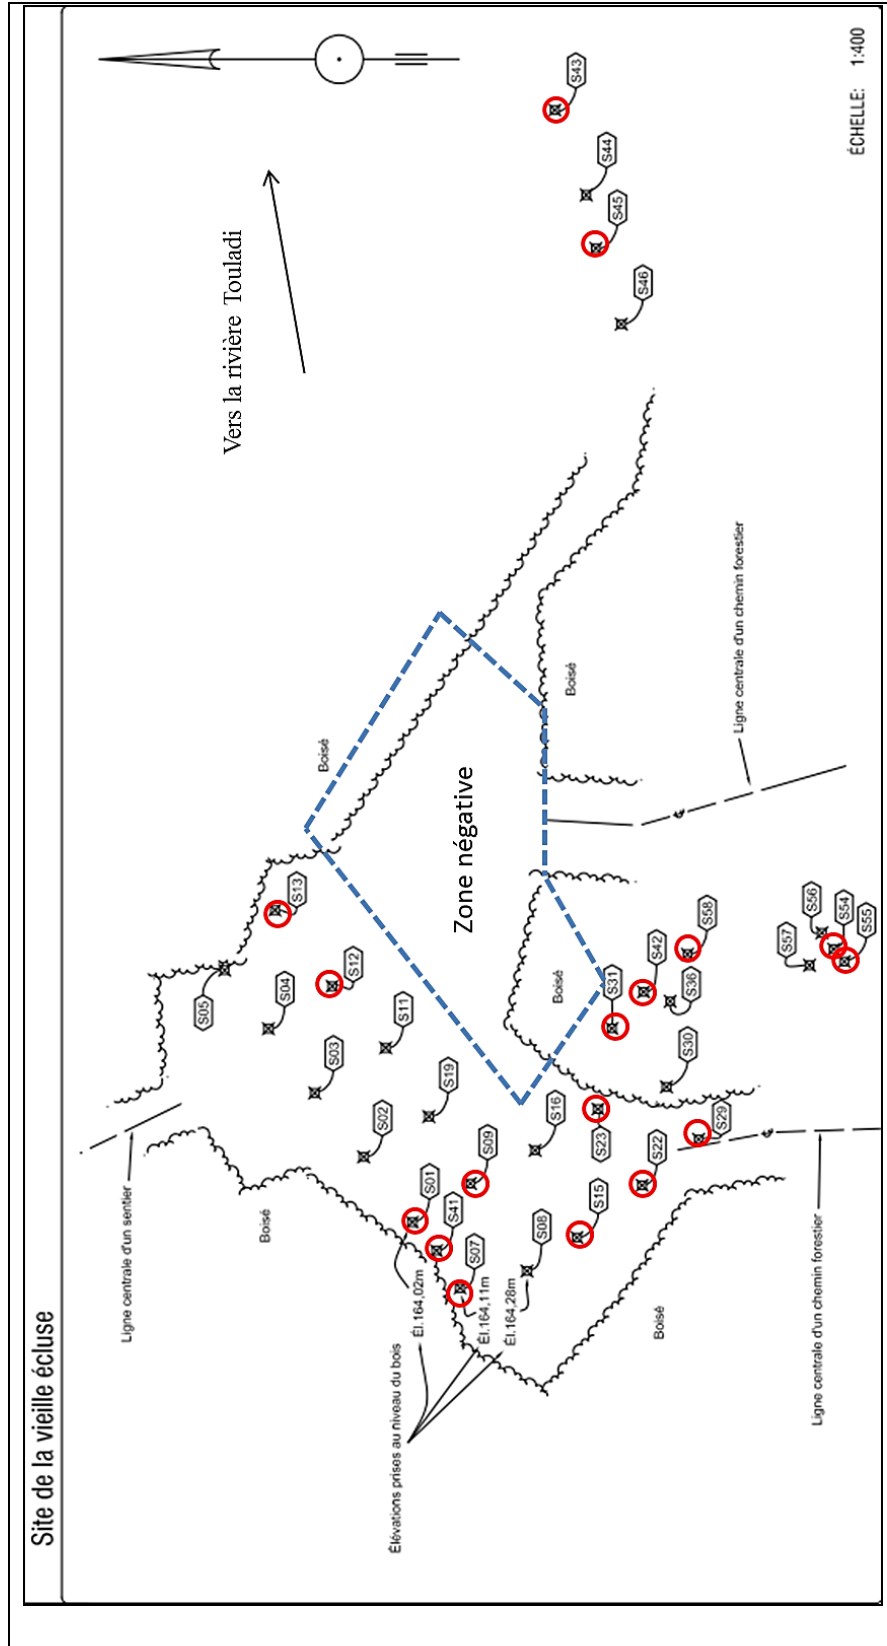 Site de la vieille écluse
Vers la rivière Touladi
ÉCHELLE: 1:400
S43
S44
S45
S46
Boisé
Boisé
Ligne centrale d'un chemin forestier
Zone négative
S13
S05
S04
S12
S03
S11
S02
S19
S09
S01
S41
S07
S16
S08
S15
S23
S22
S29
S30
S31
S42
S36
S58
S57
S56
S54
S55
Boisé
Ligne centrale d'un sentier
Boisé
Élévations prises au niveau du bois
Él.164,02m
Él.164,11m
Él.164,28m
Boisé
Ligne centrale d'un chemin forestier